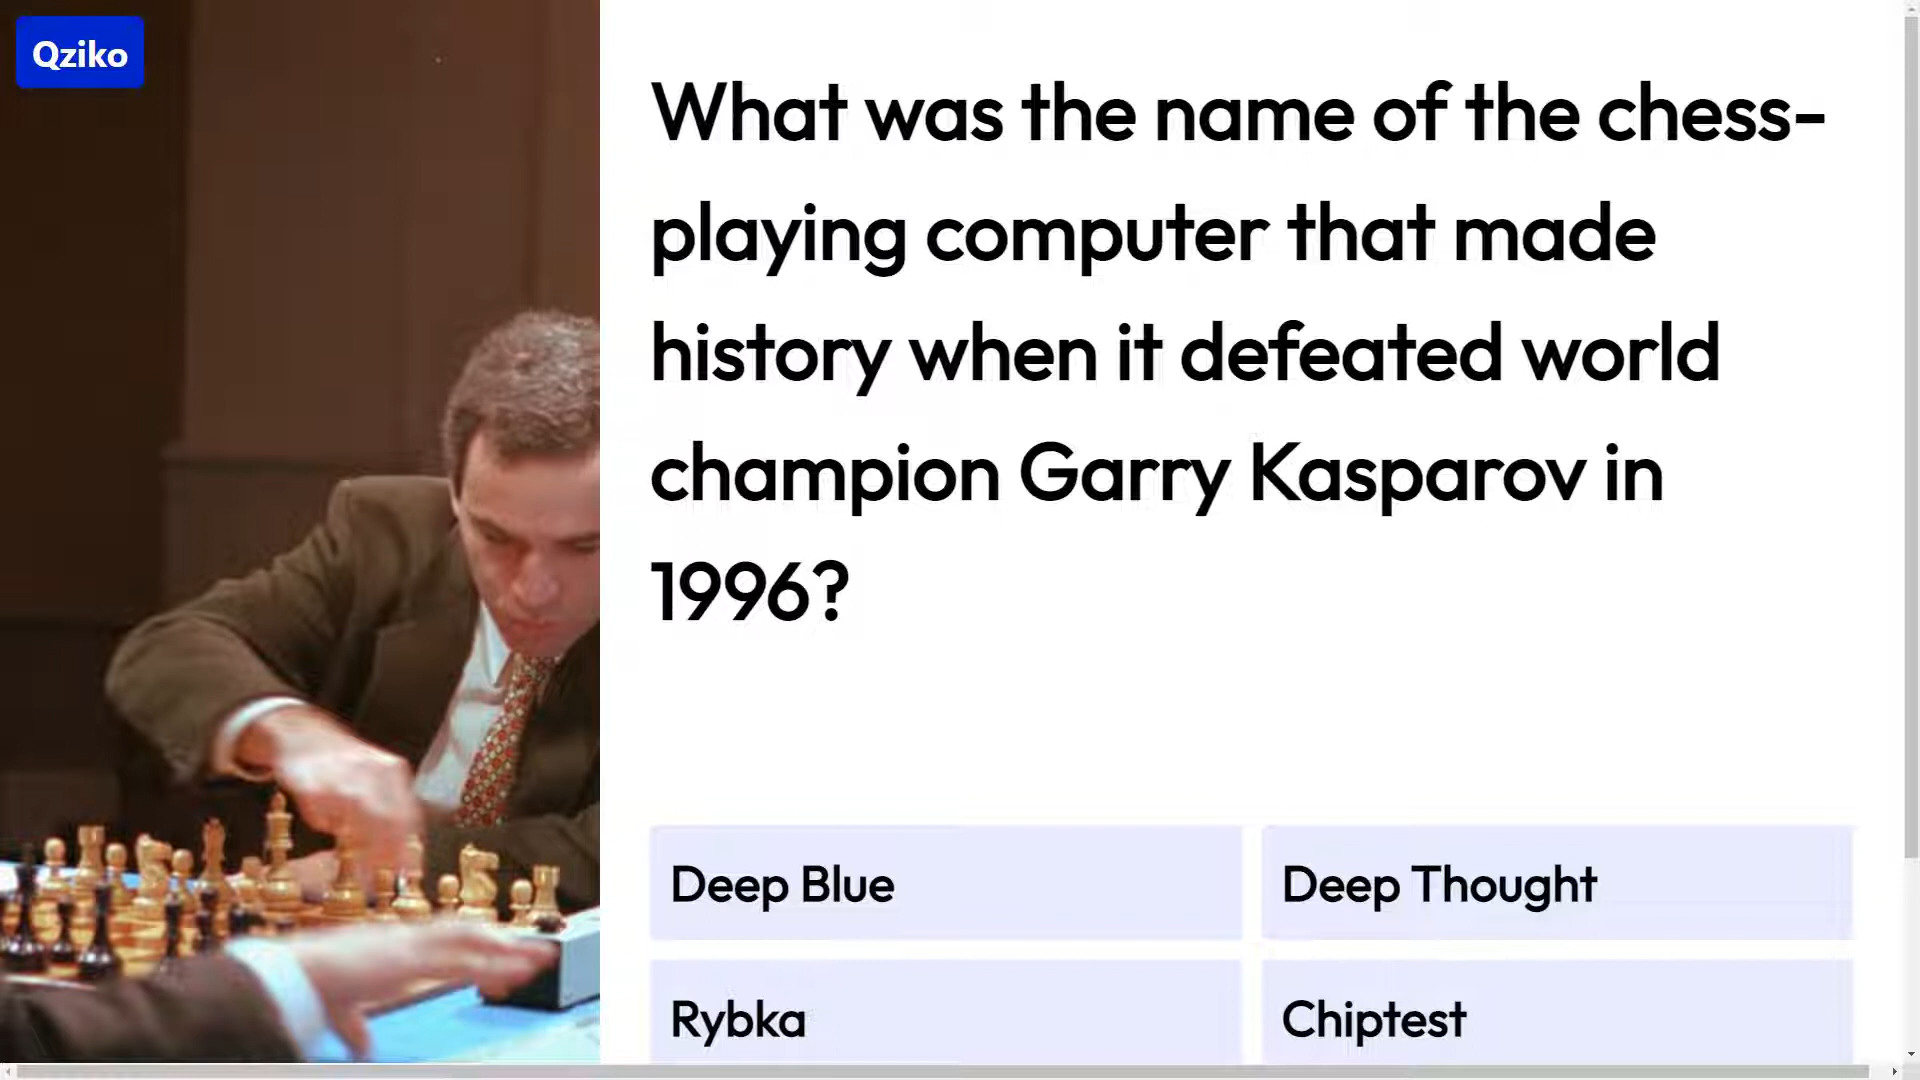 Qziko
What was the name of the chess-
playing computer that made
history when it defeated world
champion Garry Kasparov in
1996?
Deep Blue
Deep Thought
Rybka
Chiptest